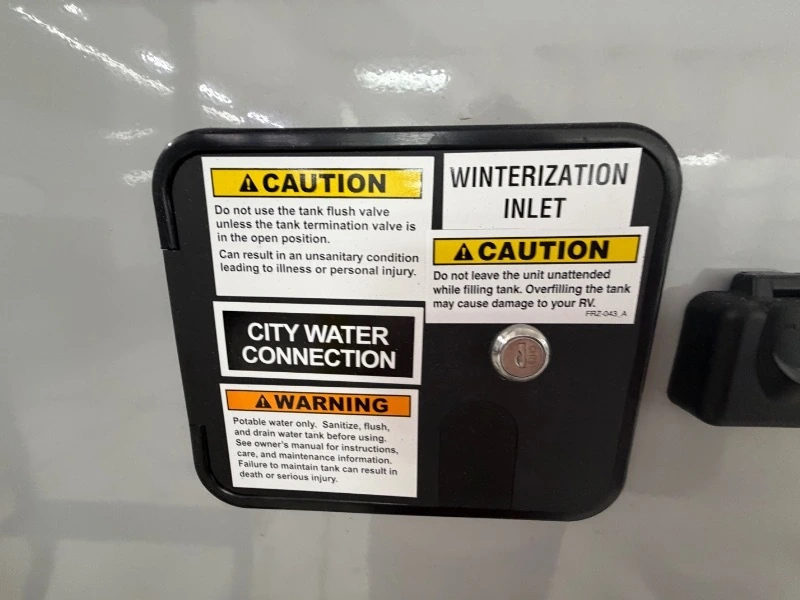 CAUTION
Do not use the tank flush valve
unless the tank termination valve is
in the open position.
Can result in an unsanitary condition
leading to illness or personal injury.
WINTERIZATION
INLET
CAUTION
Do not leave the unit unattended
while filling tank. Overfilling the tank
may cause damage to your RV.
FRZ-043_A
CITY WATER
CONNECTION
WARNING
Potable water only. Sanitize, flush,
and drain water tank before using.
See owner's manual for instructions,
care, and maintenance information.
Failure to maintain tank can result in
death or serious injury.